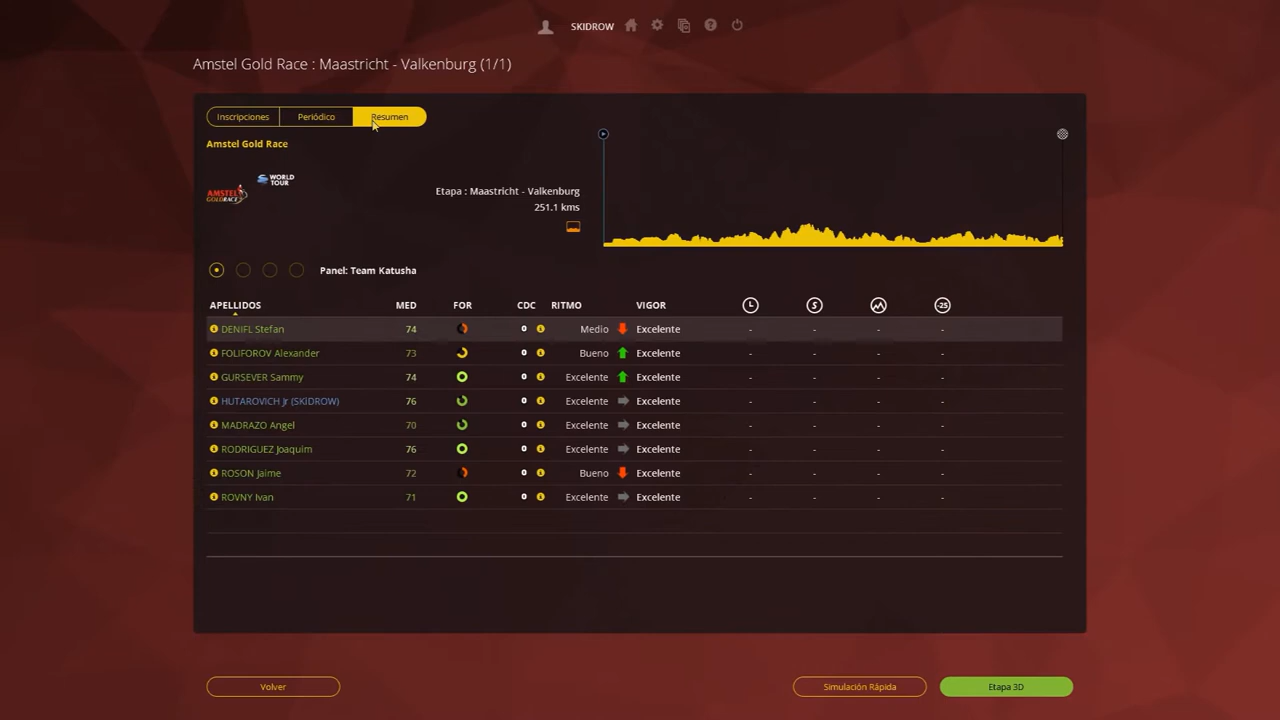 SKIDROW
Amstel Gold Race : Maastricht - Valkenburg (1/1)
Inscripciones Periódico Resumen
Amstel Gold Race
WORLD TOUR
AMSTEL GOLD RACE
Etapa : Maastricht - Valkenburg
251.1 kms
Panel: Team Katusha
APELLIDOS MED FOR CDC RITMO VIGOR L S -25
DENIFL Stefan 74 0 Medio Excelente - - - -
FOLIFOROV Alexander 73 0 Bueno Excelente - - - -
GURSEVER Sammy 74 0 Excelente Excelente - - - -
HUTAROVICH Jr (SKIDROW) 76 0 Excelente Excelente - - - -
MADRAZO Angel 70 0 Excelente Excelente - - - -
RODRIGUEZ Joaquim 76 0 Excelente Excelente - - - -
ROSON Jaime 72 0 Bueno Excelente - - - -
ROVNY Ivan 71 0 Excelente Excelente - - - -
Volver Simulación Rápida Etapa 3D